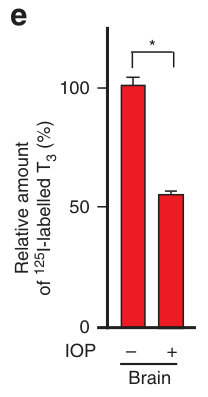 e
*
100
50
0
Relative amount
of ¹²⁵I-labelled T₃ (%)
IOP − +
Brain